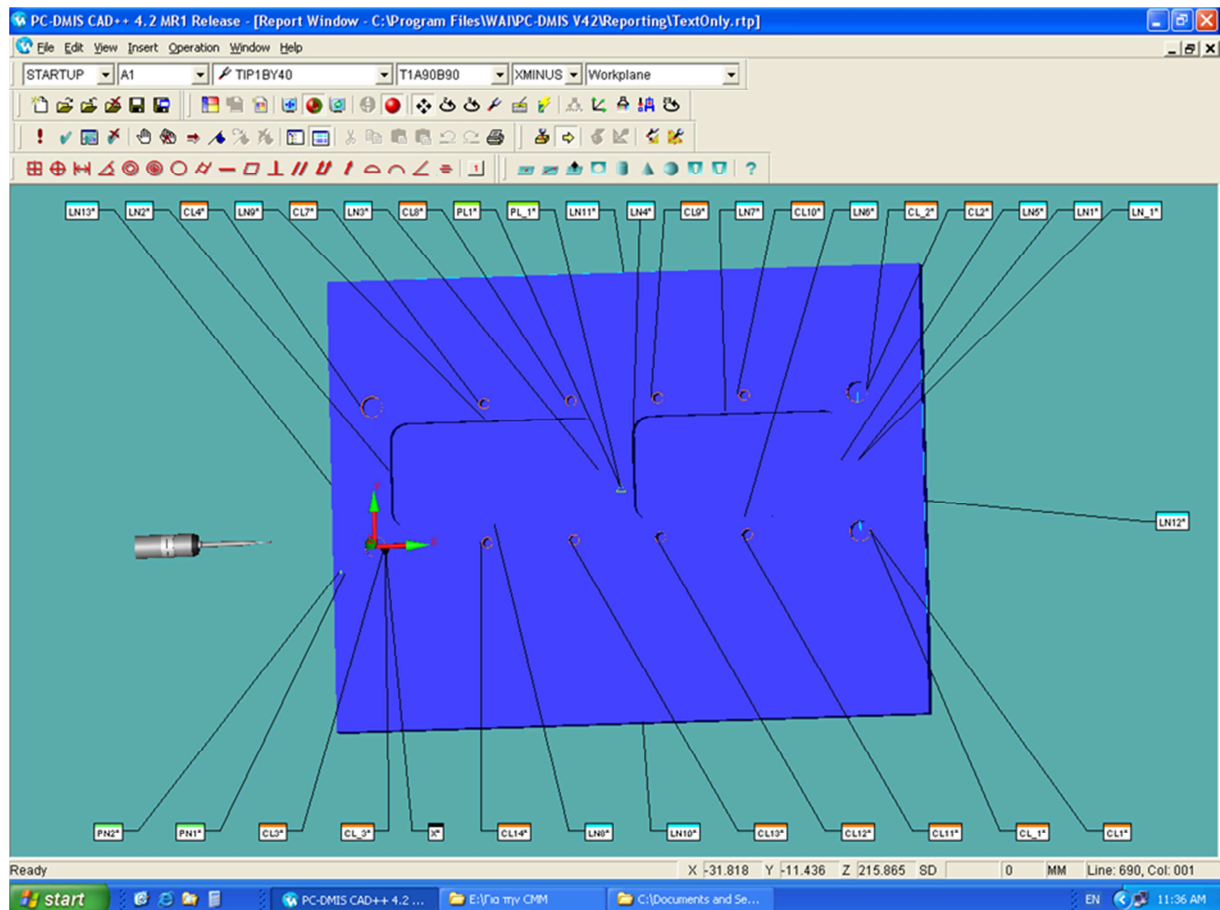 PC-DMIS CAD++ 4.2 MR1 Release - [Report Window - C:\Program Files\WAI\PC-DMIS V42\Reporting\TextOnly.rtp]
File Edit View Insert Operation Window Help
STARTUP A1 TIP1BY40 T1A90B90 XMINUS Workplane
LN13* LN2* CL4* LN9* CL7* LN3* CL8* PL1* PL_1* LN11* LN4* CL9* LN7* CL10* LN6* CL_2* CL2* LN5* LN1* LN_1*
Y
X
LN12*
PN2* PN1* CL3* CL_3* X* CL14* LN8* LN10* CL13* CL12* CL11* CL_1* CL1*
Ready X -31.818 Y -11.436 Z 215.865 SD 0 MM Line: 690, Col: 001
start PC-DMIS CAD++ 4.2 ... E:\Για την CMM C:\Documents and Se... EN 11:36 AM